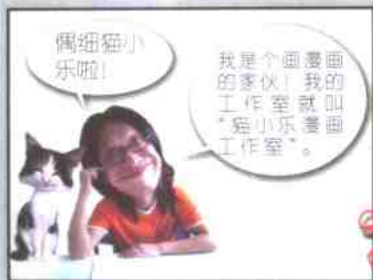 偶细猫小
乐啦！
我是个画漫画
的家伙！我的
工作室就叫
“猫小乐漫画
工作室”。